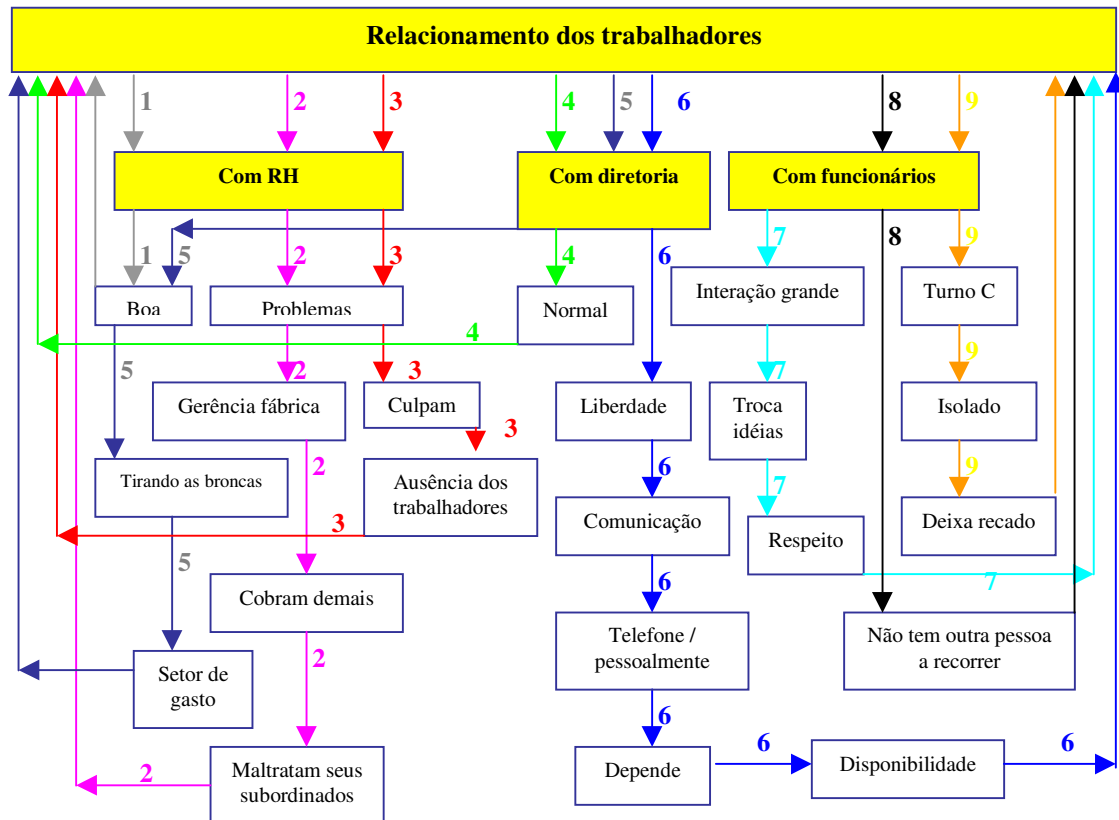 Relacionamento dos trabalhadores
1 2 3 4 5 6 8 9
Com RH Com diretoria Com funcionários
1 5 2 3 4 6 7 8 9
Boa Problemas Normal Interação grande Turno C
4
5 2 3 7 9
Gerência fábrica Culpam Liberdade Troca Isolado
idéias
3
2 6 7 9
Tirando as broncas Ausência dos Comunicação Deixa recado
trabalhadores
3 Respeito
5 6 7
Cobram demais Telefone / Não tem outra pessoa
pessoalmente a recorrer
2
Setor de
gasto
6
2 Maltratam seus Depende 6 Disponibilidade 6
subordinados